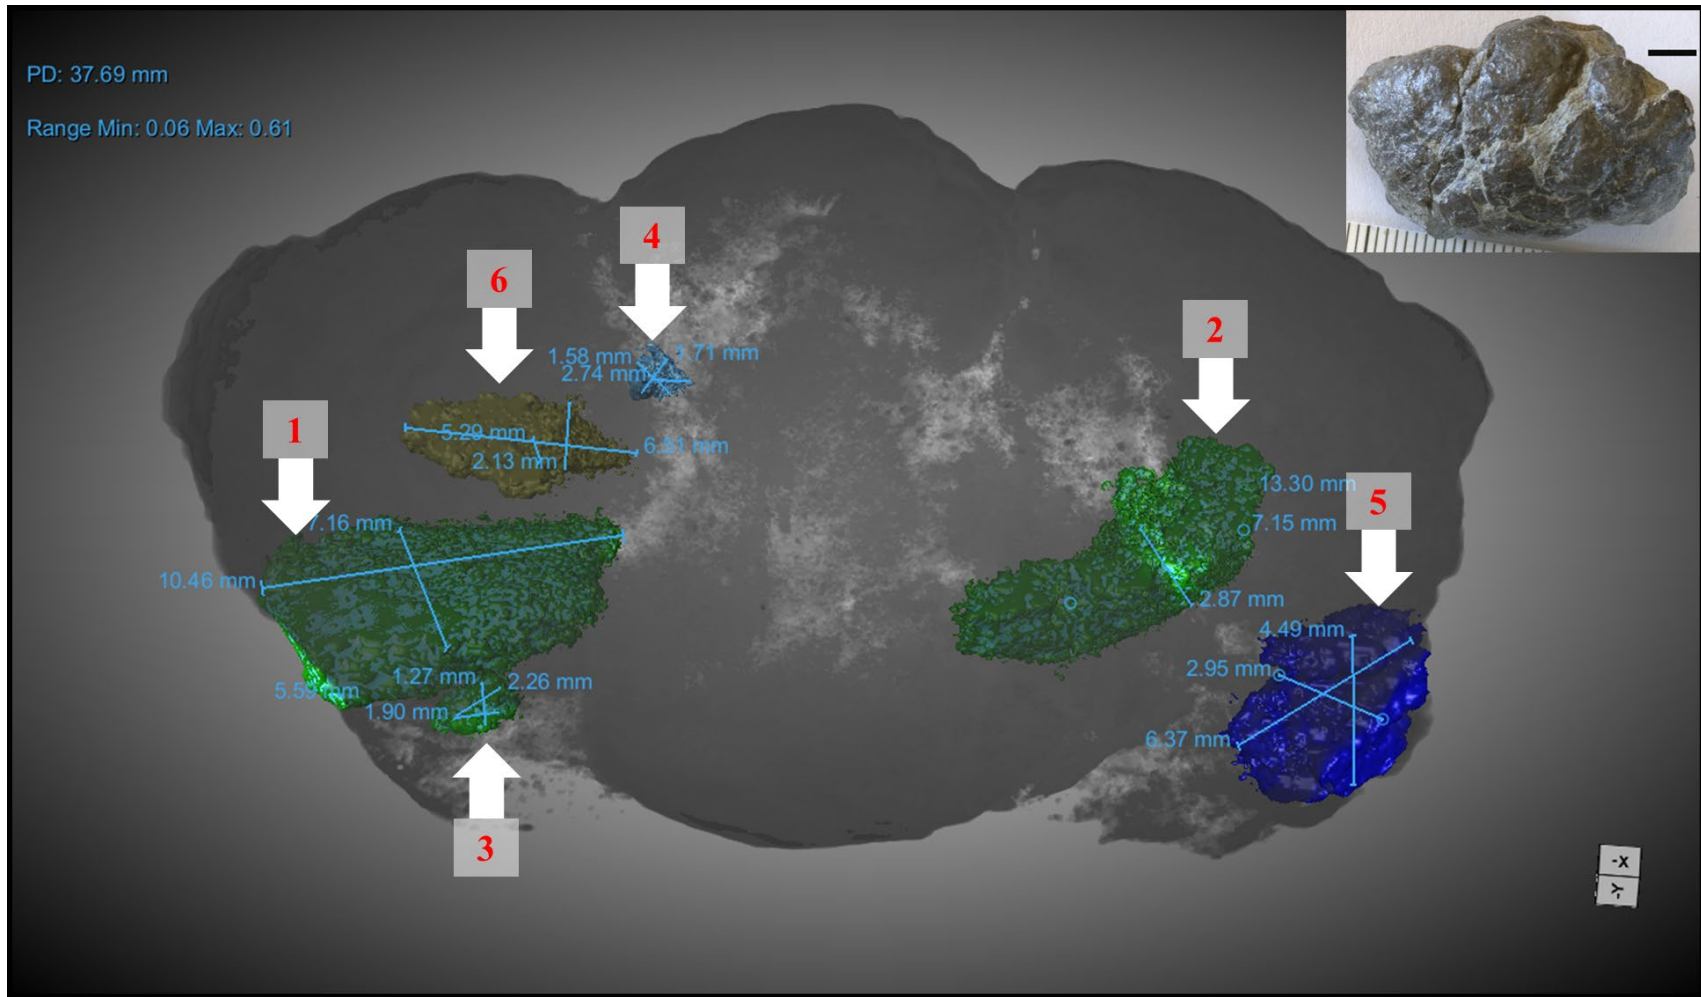 PD: 37.69 mm
Range Min: 0.06 Max: 0.61
4
6
2
1.58 mm
1.71 mm
2.74 mm
1
5.29 mm
6.51 mm
2.13 mm
13.30 mm
5
7.16 mm
7.15 mm
10.46 mm
2.87 mm
4.49 mm
2.95 mm
1.27 mm
2.26 mm
5.59 mm
1.90 mm
6.37 mm
3
-X
-Y